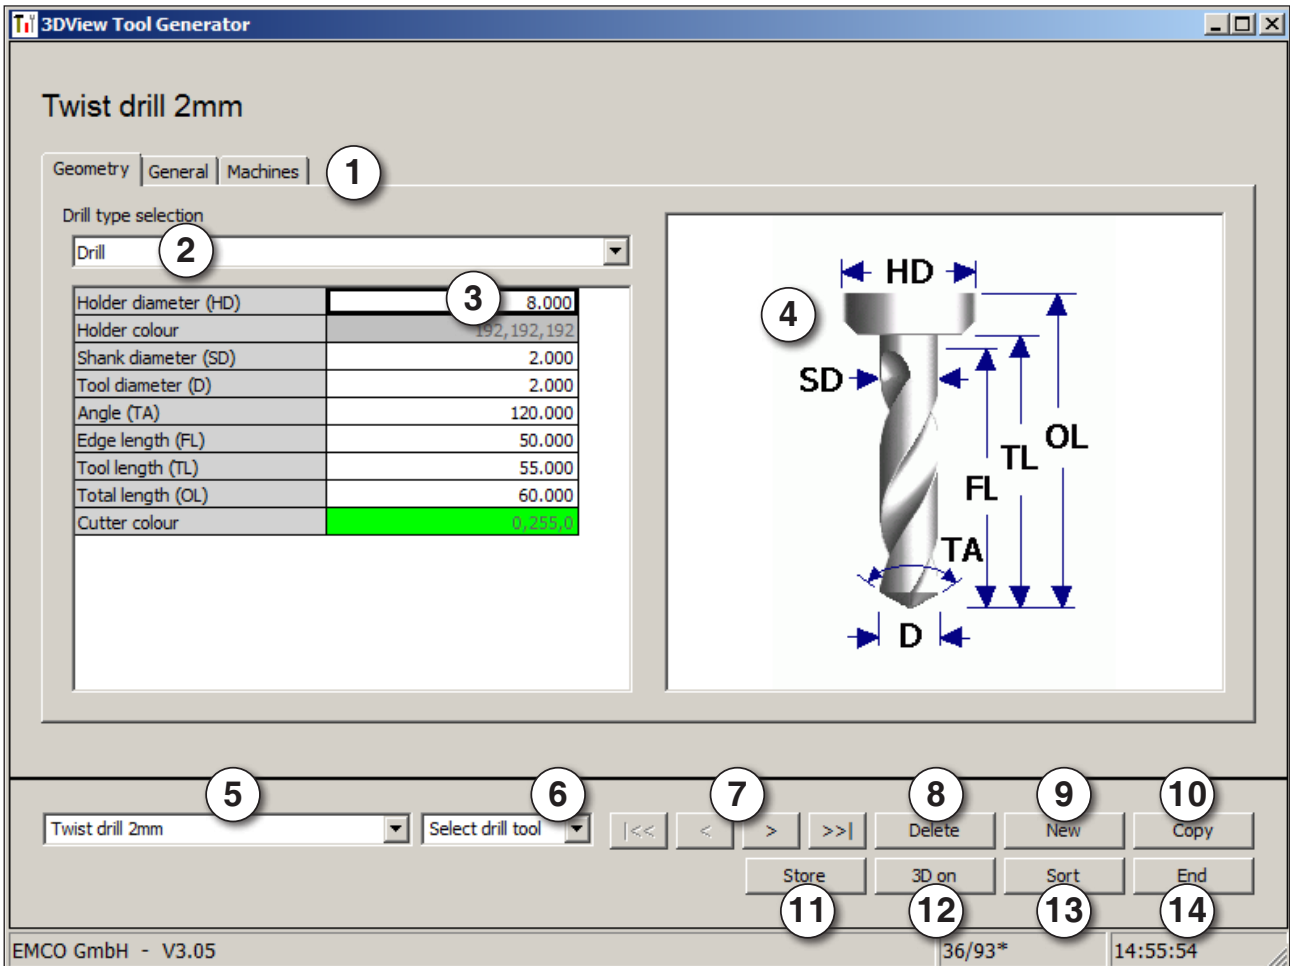 3DView Tool Generator
Twist drill 2mm
Geometry General Machines 1
Drill type selection
Drill 2
Holder diameter (HD) 3 8.000
Holder colour 192,192,192
Shank diameter (SD) 2.000
Tool diameter (D) 2.000
Angle (TA) 120.000
Edge length (FL) 50.000
Tool length (TL) 55.000
Total length (OL) 60.000
Cutter colour 0,255,0
4
HD
SD
OL
TL
FL
TA
D
5 6 7 8 9 10
Twist drill 2mm Select drill tool |<< < > >>| Delete New Copy
Store 3D on Sort End
11 12 13 14
EMCO GmbH - V3.05 36/93* 14:55:54